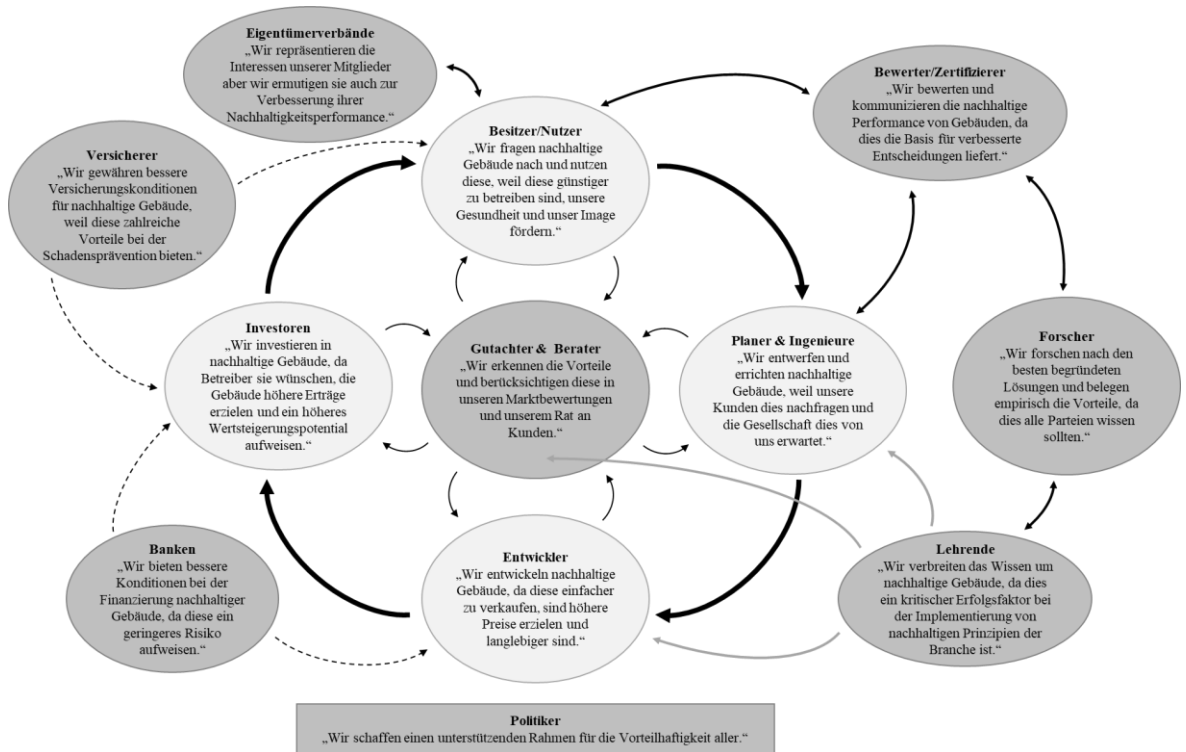 Eigentümerverbände
„Wir repräsentieren die
Interessen unserer Mitglieder
aber wir ermutigen sie auch zur
Verbesserung ihrer
Nachhaltigkeitsperformance.“
Bewerter/Zertifizierer
„Wir bewerten und
kommunizieren die nachhaltige
Performance von Gebäuden, da
dies die Basis für verbesserte
Entscheidungen liefert.“
Besitzer/Nutzer
„Wir fragen nachhaltige
Gebäude nach und nutzen
diese, weil diese günstiger
zu betreiben sind, unsere
Gesundheit und unser Image
fördern.“
Versicherer
„Wir gewähren bessere
Versicherungskonditionen
für nachhaltige Gebäude,
weil diese zahlreiche
Vorteile bei der
Schadensprävention bieten.“
Investoren
„Wir investieren in
nachhaltige Gebäude, da
Betreiber sie wünschen, die
Gebäude höhere Erträge
erzielen und ein höheres
Wertsteigerungspotential
aufweisen.“
Gutachter & Berater
„Wir erkennen die Vorteile
und berücksichtigen diese in
unseren Marktbewertungen
und unserem Rat an
Kunden.“
Planer & Ingenieure
„Wir entwerfen und
errichten nachhaltige
Gebäude, weil unsere
Kunden dies nachfragen und
die Gesellschaft dies von
uns erwartet.“
Forscher
„Wir forschen nach den
besten begründeten
Lösungen und belegen
empirisch die Vorteile, da
dies alle Parteien wissen
sollten.“
Banken
„Wir bieten bessere
Konditionen bei der
Finanzierung nachhaltiger
Gebäude, da diese ein
geringeres Risiko
aufweisen.“
Entwickler
„Wir entwickeln nachhaltige
Gebäude, da diese einfacher
zu verkaufen, sind höhere
Preise erzielen und
langlebiger sind.“
Lehrende
„Wir verbreiten das Wissen um
nachhaltige Gebäude, da dies
ein kritischer Erfolgsfaktor bei
der Implementierung von
nachhaltigen Prinzipien der
Branche ist.“
Politiker
„Wir schaffen einen unterstützenden Rahmen für die Vorteilhaftigkeit aller.“